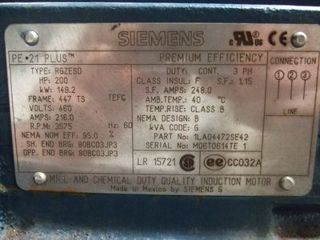 SIEMENS
PE•21 PLUS™ PREMIUM EFFICIENCY
TYPE: RGZESD DUTY: CONT. 3 PH CONNECTION
HP: 200 CLASS INSUL: F S.F.: 1.15
kW: 149.2 S.F. AMPS: 248.0
FRAME: 447 TS TEFC AMB.TEMP: 40 °C
VOLTS: 460 TEMP.RISE: CLASS B
AMPS: 216.0 NEMA DESIGN: B LINE
R.P.M: 3575 Hz: 60 kVA CODE: G
NEMA NOM EFF: 95.0 % PART No: 1LA04472SE42
SH. END BRG: 80BC03JP3 SERIAL No: M06T0614TE 1
OPP. END BRG: 80BC03JP3
LR 15721 CC032A
MILL AND CHEMICAL DUTY QUALITY INDUCTION MOTOR
Made in Mexico by SIEMENS